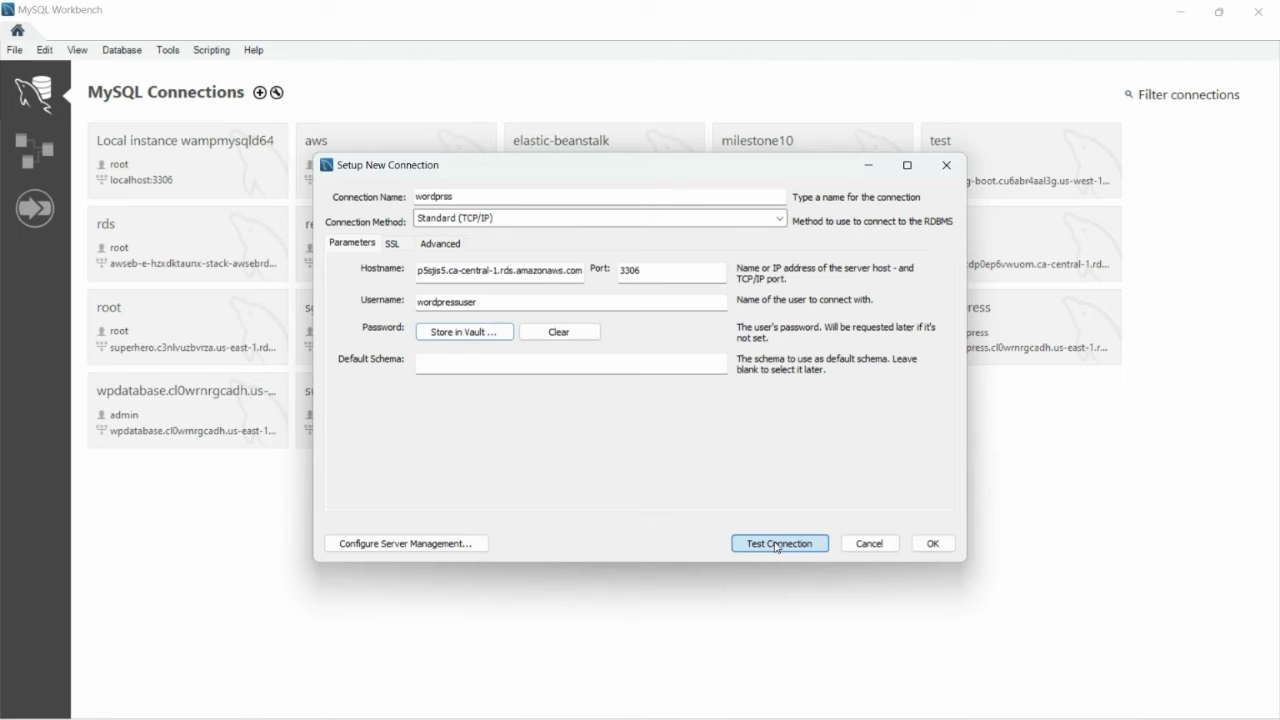 MySQL Workbench
File Edit View Database Tools Scripting Help
MySQL Connections
Filter connections
Local instance wampmysqld64
root
localhost:3306
aws
elastic-beanstalk
milestone10
test
g-boot.cu6abr4aal3g.us-west-1...
rds
root
awseb-e-hzxdktaunx-stack-awsebrd...
re
dp0ep6vwuom.ca-central-1.rd...
root
root
superhero.c3nlvuzbvrza.us-east-1.rd...
ress
press
press.cl0wrnrgcadh.us-east-1.r...
wpdatabase.cl0wrnrgcadh.us-...
admin
wpdatabase.cl0wrnrgcadh.us-east-1...
Setup New Connection
Connection Name: wordprss Type a name for the connection
Connection Method: Standard (TCP/IP) Method to use to connect to the RDBMS
Parameters SSL Advanced
Hostname: p5sjis5.ca-central-1.rds.amazonaws.com Port: 3306 Name or IP address of the server host - and
TCP/IP port.
Username: wordpressuser Name of the user to connect with.
Password: Store in Vault ... Clear The user's password. Will be requested later if it's
not set.
Default Schema: The schema to use as default schema. Leave
blank to select it later.
Configure Server Management... Test Connection Cancel OK